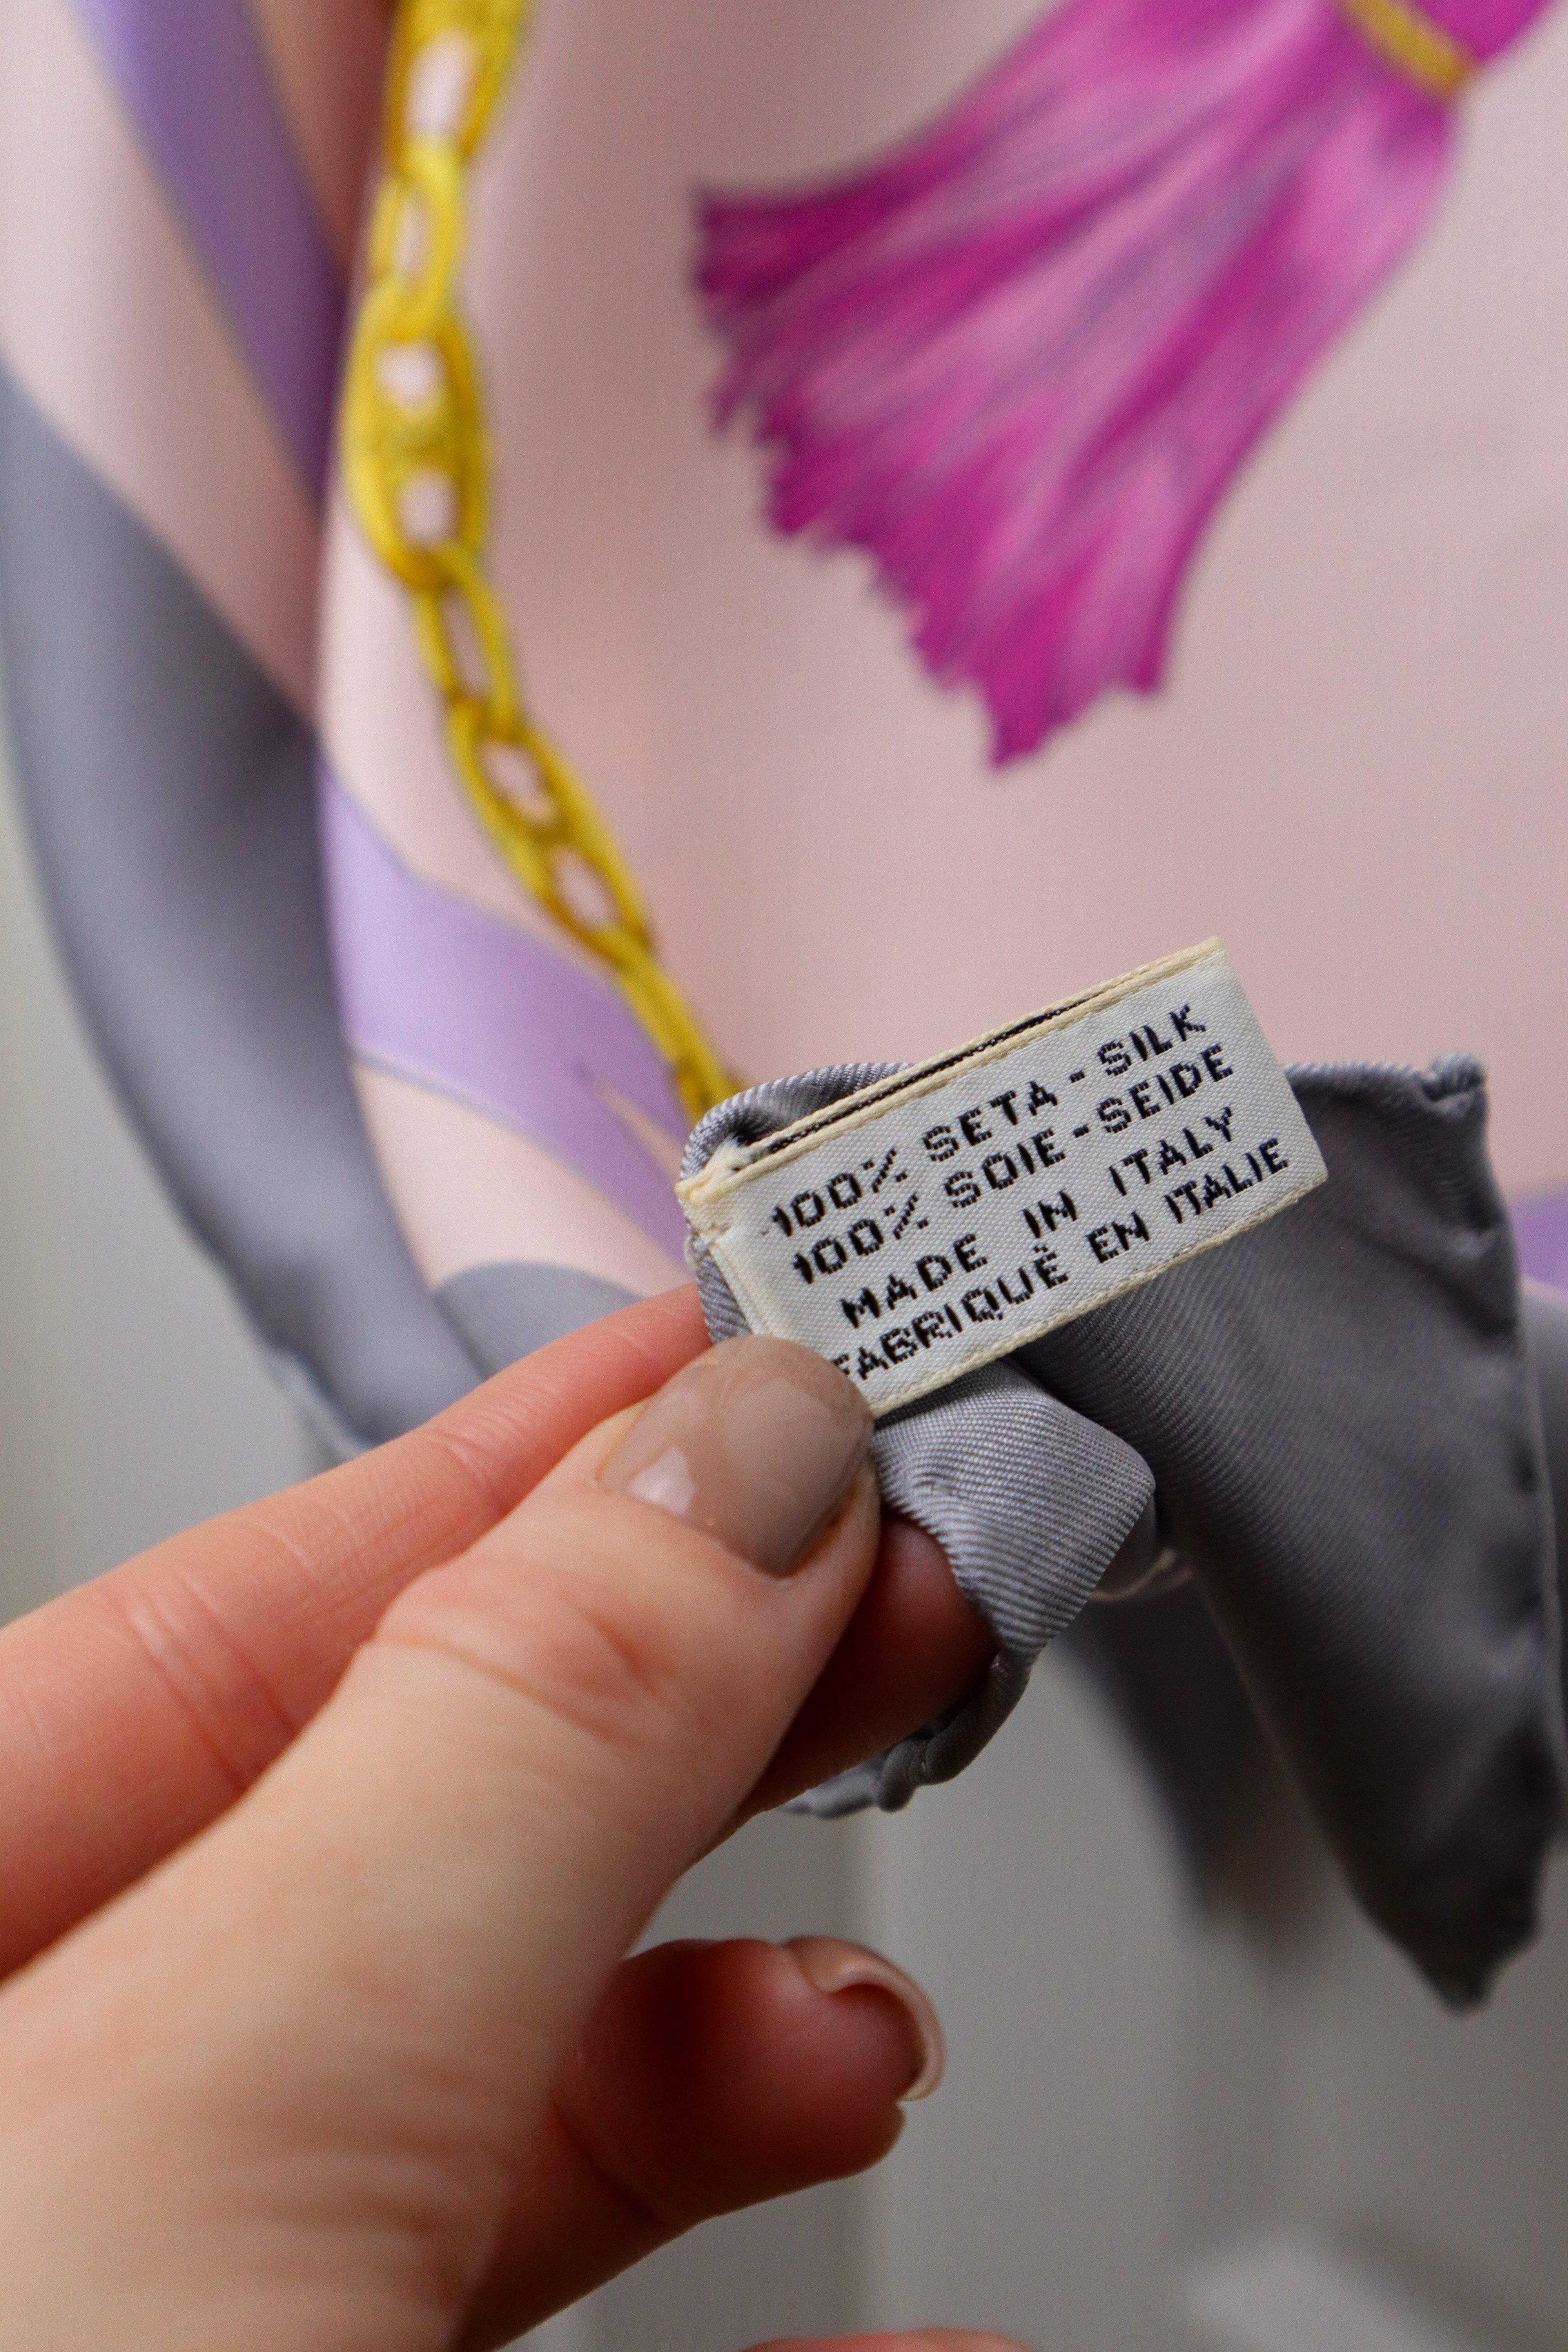 100% SETA-SILK
100% SOIE-SEIDE
MADE IN ITALY
FABRIQUÉ EN ITALIE